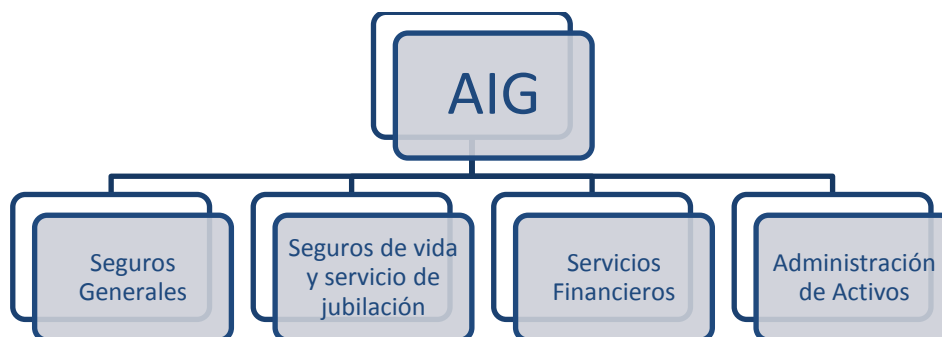 AIG
Seguros
Generales
Seguros de vida
y servicio de
jubilación
Servicios
Financieros
Administración
de Activos